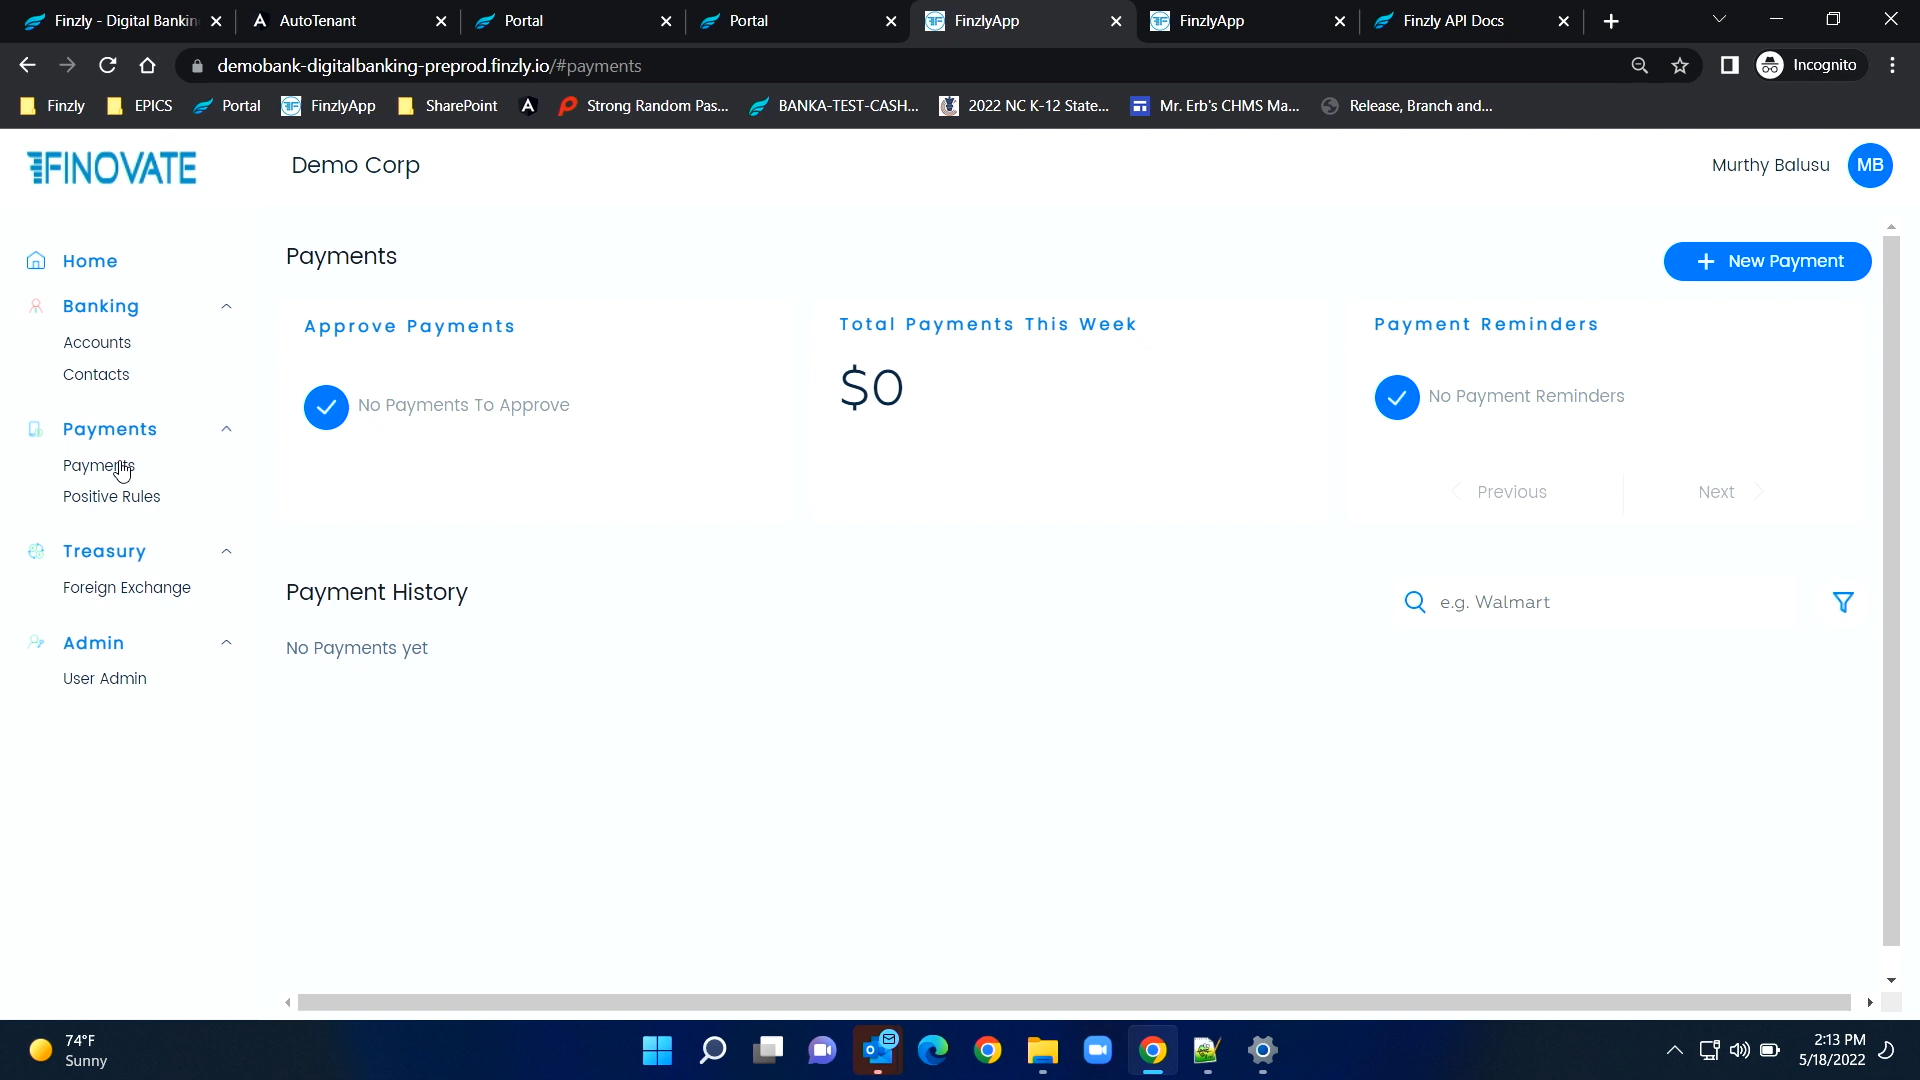 Finzly - Digital Bankin
AutoTenant
Portal
Portal
FinzlyApp
FinzlyApp
Finzly API Docs
demobank-digitalbanking-preprod.finzly.io/#payments
Incognito
Finzly
EPICS
Portal
FinzlyApp
SharePoint
Strong Random Pas...
BANKA-TEST-CASH...
2022 NC K-12 State...
Mr. Erb's CHMS Ma...
Release, Branch and...
FINOVATE
Demo Corp
Murthy Balusu
MB
Home
Banking
Accounts
Contacts
Payments
Payments
Positive Rules
Treasury
Foreign Exchange
Admin
User Admin
Payments
+ New Payment
Approve Payments
No Payments To Approve
Total Payments This Week
$0
Payment Reminders
No Payment Reminders
Previous
Next
Payment History
e.g. Walmart
No Payments yet
74°F
Sunny
2:13 PM
5/18/2022